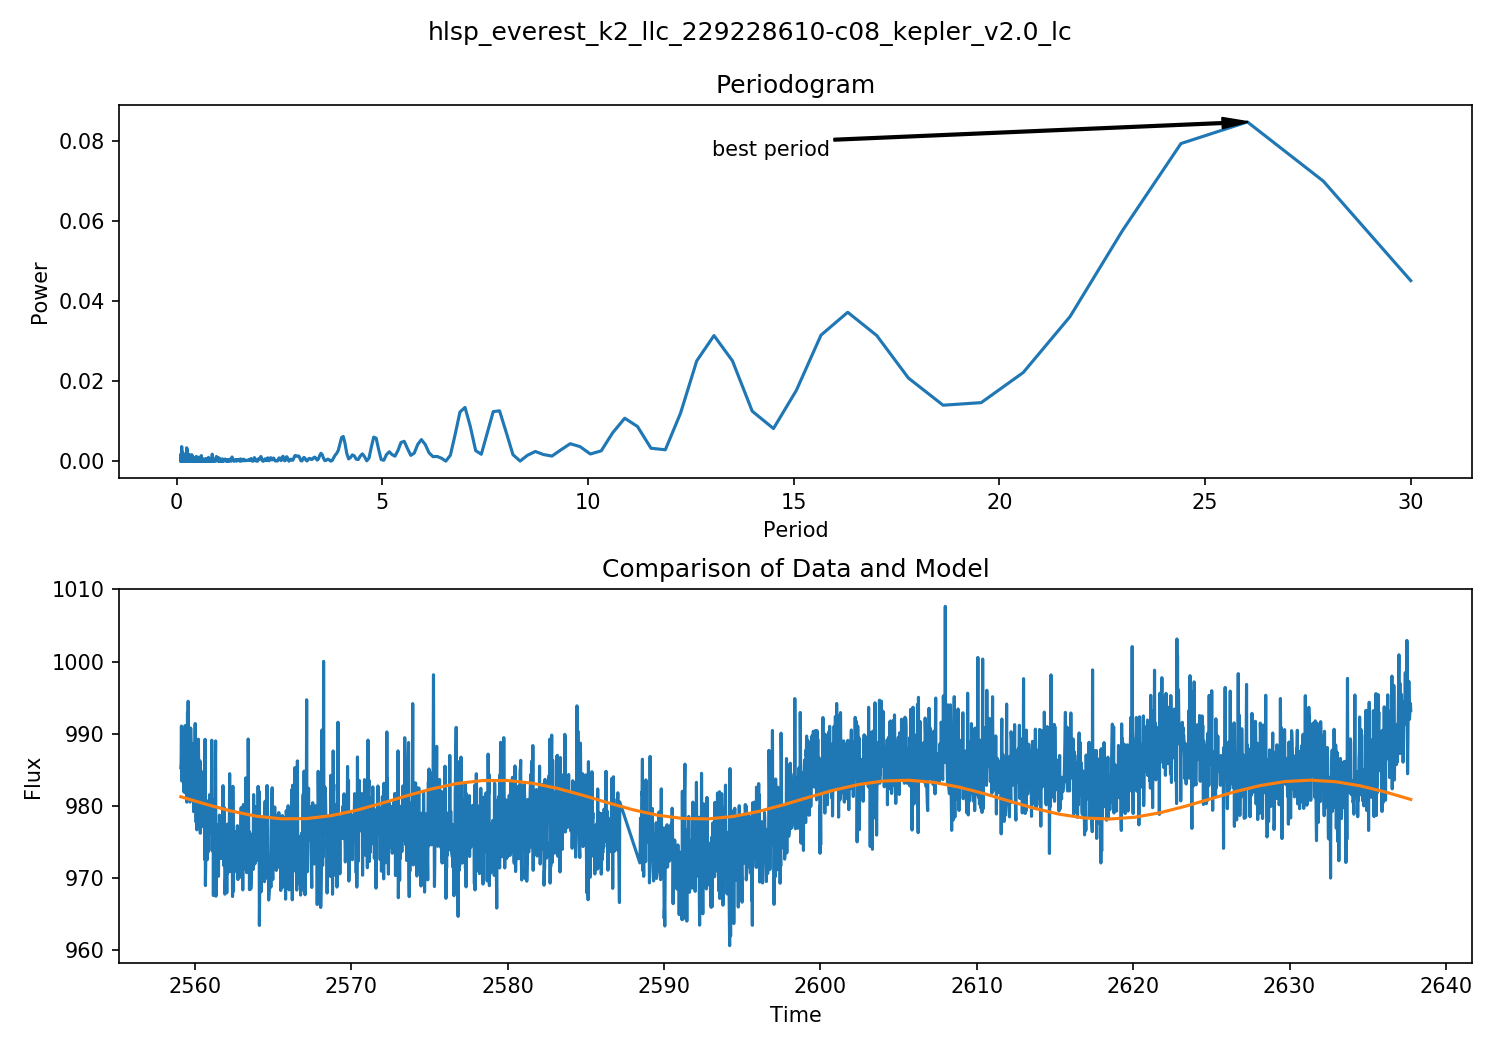 hlsp_everest_k2_llc_229228610-c08_kepler_v2.0_lc
Periodogram
best period
0.08
0.06
0.04
0.02
0.00
Power
0 5 10 15 20 25 30
Period
Comparison of Data and Model
1010
1000
990
980
970
960
Flux
2560 2570 2580 2590 2600 2610 2620 2630 2640
Time